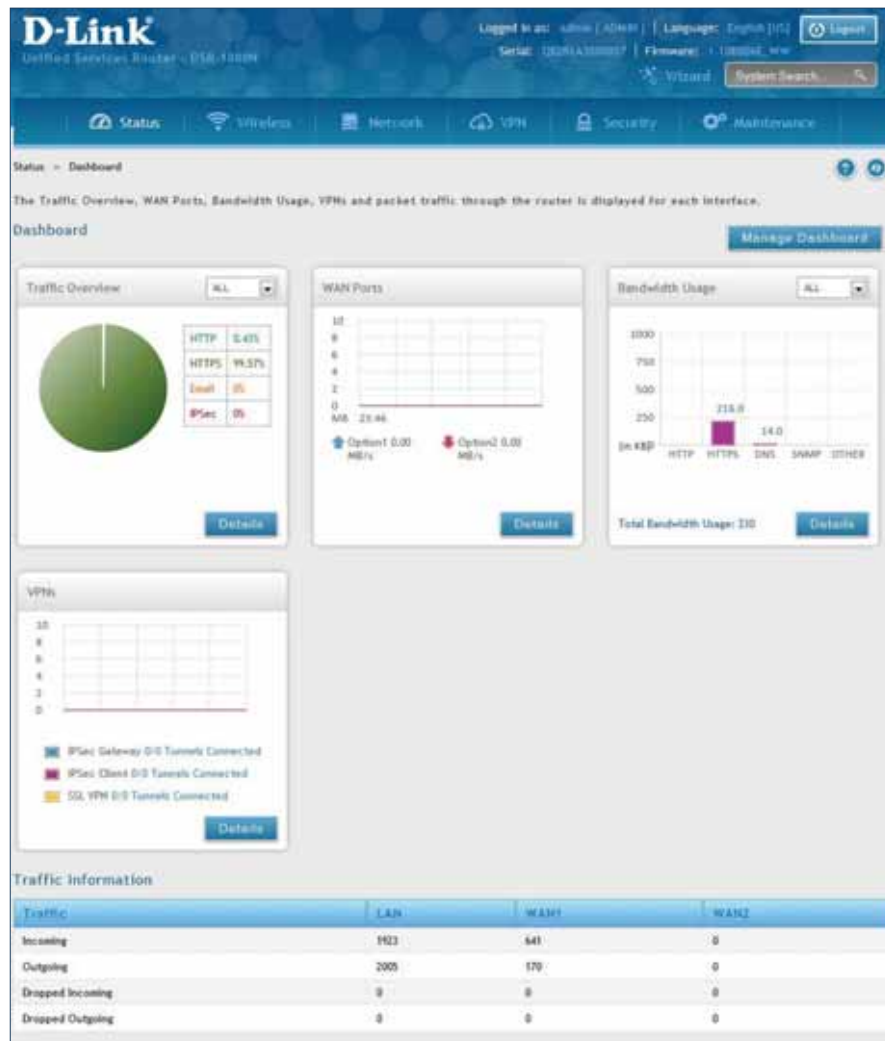 D-Link
Unified Services Router - DSR-1000N
Logged in as: admin [ADMIN] | Language: English [US]
Logout
Serial: | Firmware:
Wizard
System Search...
Status
Wireless
Network
VPN
Security
Maintenance
Status » Dashboard
The Traffic Overview, WAN Ports, Bandwidth Usage, VPNs and packet traffic through the router is displayed for each interface.
Dashboard
Manage Dashboard
Traffic Overview
ALL
HTTP 0.43%
HTTPS 99.57%
Email 0%
IPSec 0%
Details
WAN Ports
10
8
6
4
2
0
MB 23:46
Option1 0.00 MB/s
Option2 0.00 MB/s
Details
Bandwidth Usage
ALL
1000
750
500
250
0
(in KB)
216.0
14.0
HTTP HTTPS DNS SNMP OTHER
Total Bandwidth Usage: 230
Details
VPNs
10
8
6
4
2
0
IPSec Gateway 0/0 Tunnels Connected
IPSec Client 0/0 Tunnels Connected
SSL VPN 0/0 Tunnels Connected
Details
Traffic Information
Traffic LAN WAN1 WAN2
Incoming 1923 641 0
Outgoing 2005 170 0
Dropped Incoming 0 0 0
Dropped Outgoing 0 0 0